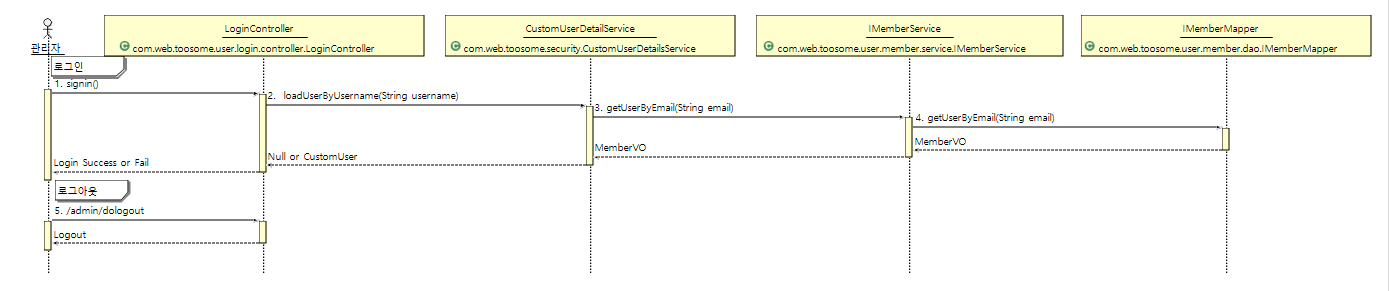 관리자
LoginController
com.web.toosome.user.login.controller.LoginController
CustomUserDetailService
com.web.toosome.security.CustomUserDetailsService
IMemberService
com.web.toosome.user.member.service.IMemberService
IMemberMapper
com.web.toosome.user.member.dao.IMemberMapper
로그인
1. signin()
2. loadUserByUsername(String username)
3. getUserByEmail(String email)
4. getUserByEmail(String email)
MemberVO
MemberVO
Null or CustomUser
Login Success or Fail
로그아웃
5. /admin/dologout
Logout